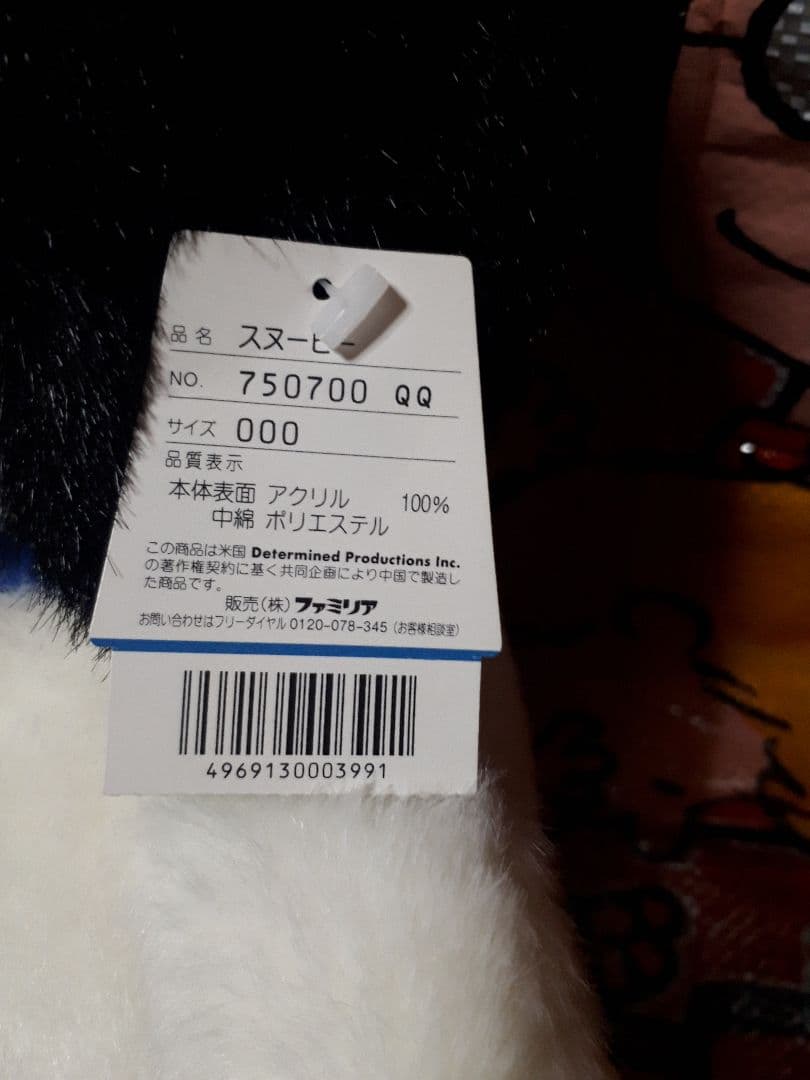 品名 スヌーピー
NO. 750700 QQ
サイズ 000
品質表示
本体表面 アクリル 100%
中綿 ポリエステル
この商品は米国 Determined Productions Inc.
の著作権契約に基く共同企画により中国で製造し
た商品です。
販売(株)ファミリア
お問い合わせはフリーダイヤル 0120-078-345 (お客様相談室)
4969130003991